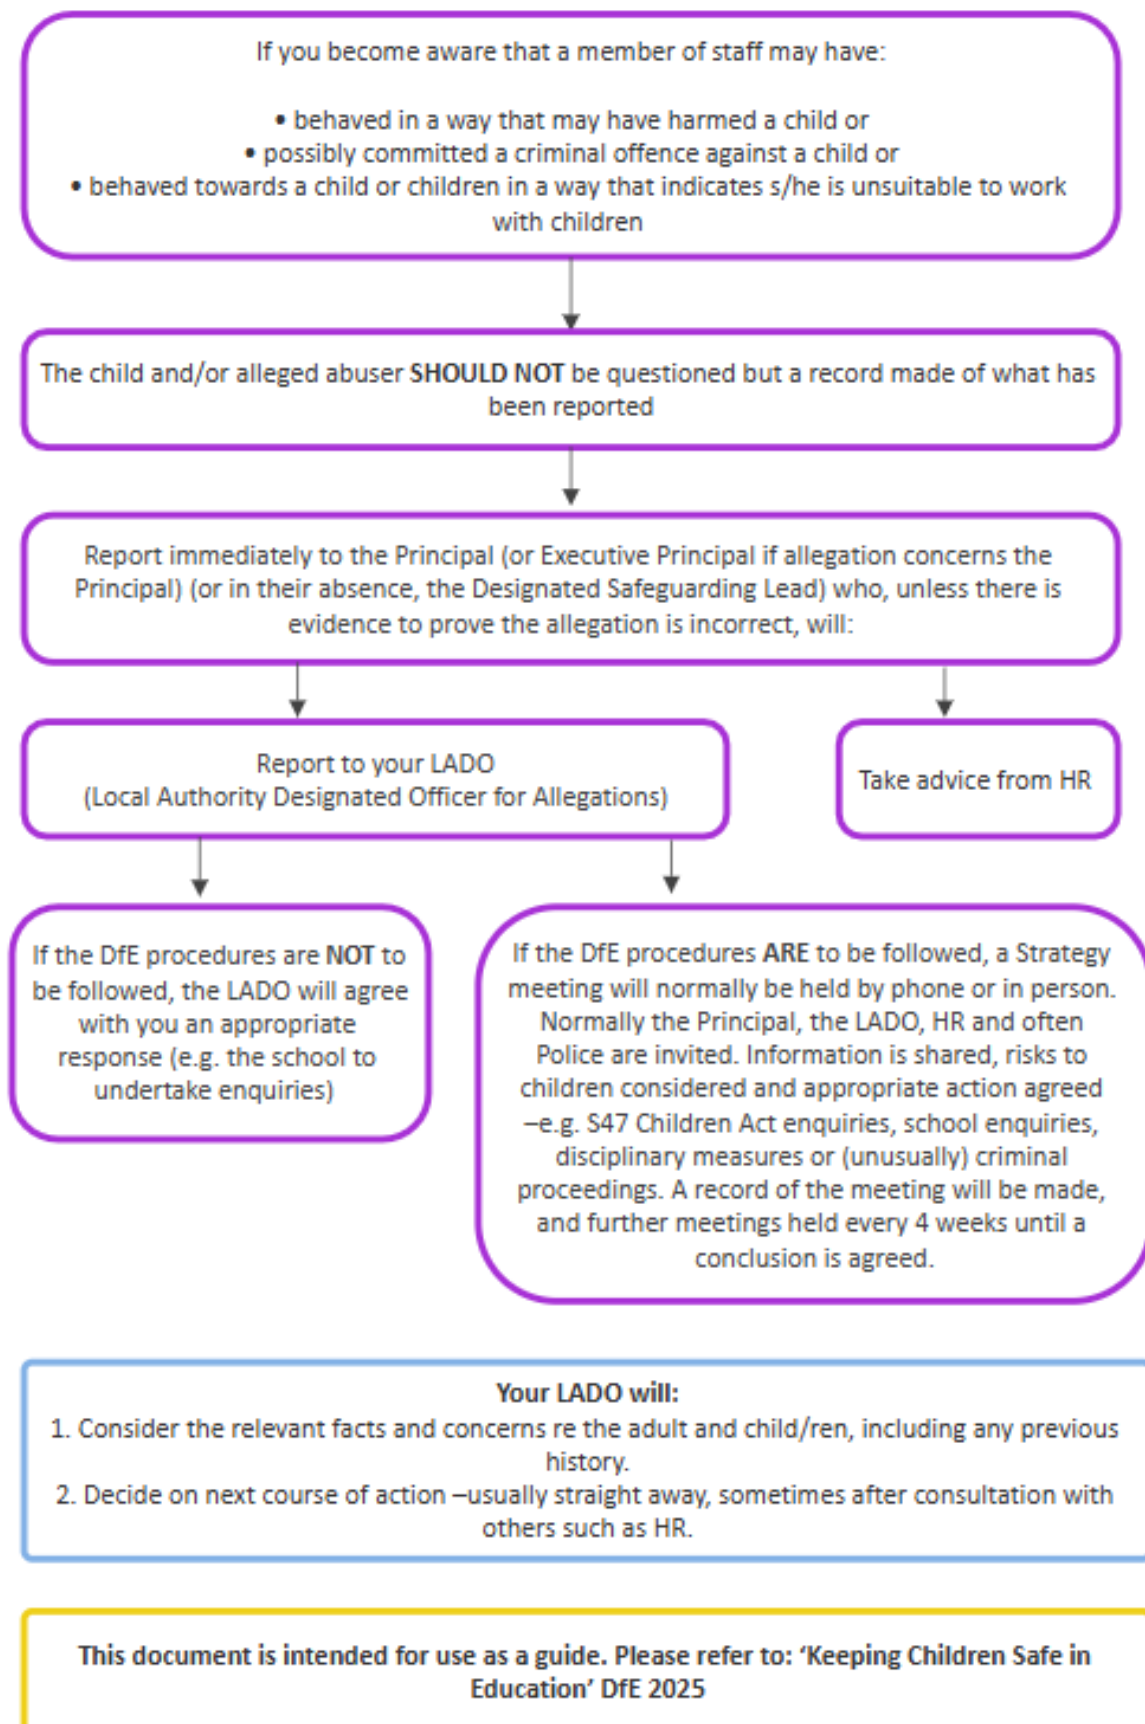 If you become aware that a member of staff may have:
• behaved in a way that may have harmed a child or
• possibly committed a criminal offence against a child or
• behaved towards a child or children in a way that indicates s/he is unsuitable to work
with children
The child and/or alleged abuser SHOULD NOT be questioned but a record made of what has
been reported
Report immediately to the Principal (or Executive Principal if allegation concerns the
Principal) (or in their absence, the Designated Safeguarding Lead) who, unless there is
evidence to prove the allegation is incorrect, will:
Report to your LADO
(Local Authority Designated Officer for Allegations)
Take advice from HR
If the DfE procedures are NOT to
be followed, the LADO will agree
with you an appropriate
response (e.g. the school to
undertake enquiries)
If the DfE procedures ARE to be followed, a Strategy
meeting will normally be held by phone or in person.
Normally the Principal, the LADO, HR and often
Police are invited. Information is shared, risks to
children considered and appropriate action agreed
–e.g. S47 Children Act enquiries, school enquiries,
disciplinary measures or (unusually) criminal
proceedings. A record of the meeting will be made,
and further meetings held every 4 weeks until a
conclusion is agreed.
Your LADO will:
1. Consider the relevant facts and concerns re the adult and child/ren, including any previous
history.
2. Decide on next course of action –usually straight away, sometimes after consultation with
others such as HR.
This document is intended for use as a guide. Please refer to: ‘Keeping Children Safe in
Education’ DfE 2025